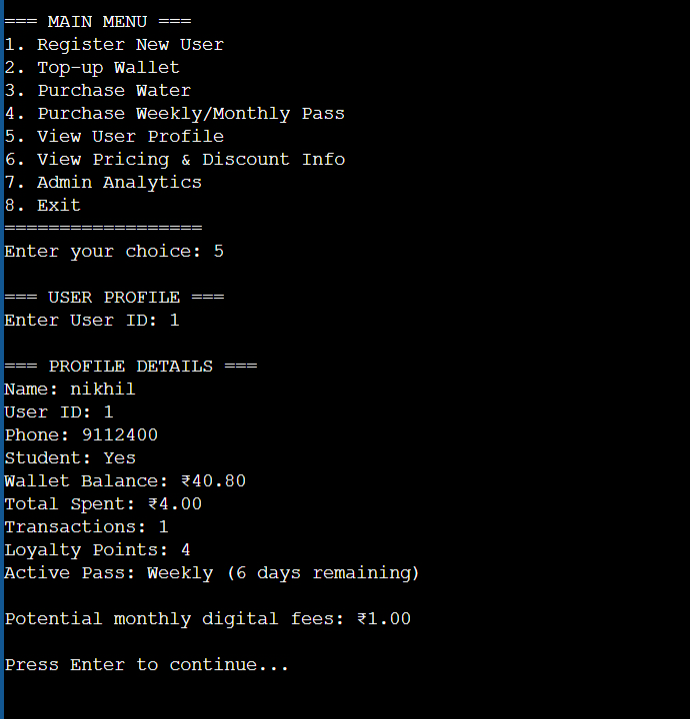 === MAIN MENU ===
1. Register New User
2. Top-up Wallet
3. Purchase Water
4. Purchase Weekly/Monthly Pass
5. View User Profile
6. View Pricing & Discount Info
7. Admin Analytics
8. Exit
==================
Enter your choice: 5
=== USER PROFILE ===
Enter User ID: 1
=== PROFILE DETAILS ===
Name: nikhil
User ID: 1
Phone: 9112400
Student: Yes
Wallet Balance: ₹40.80
Total Spent: ₹4.00
Transactions: 1
Loyalty Points: 4
Active Pass: Weekly (6 days remaining)
Potential monthly digital fees: ₹1.00
Press Enter to continue...